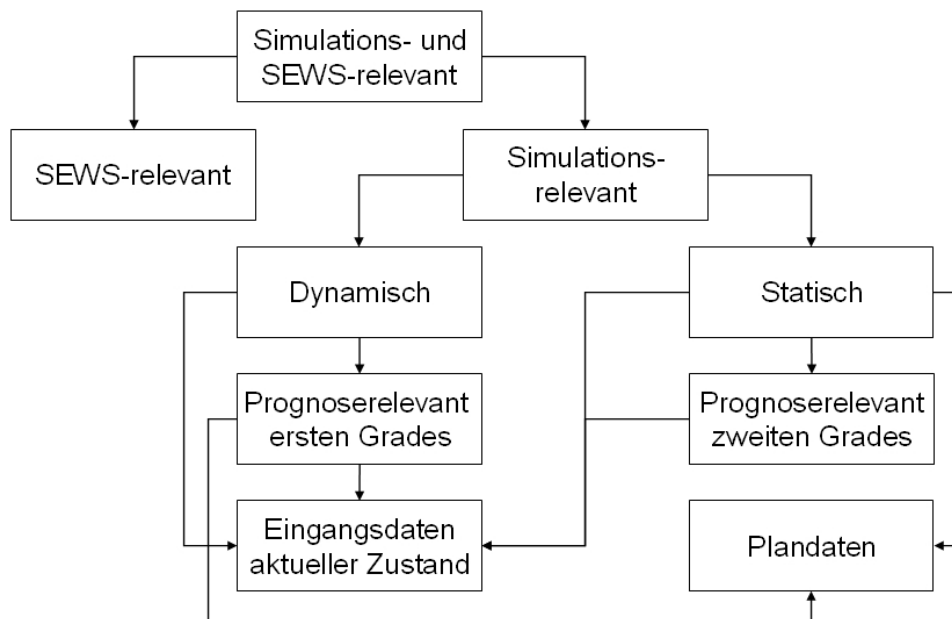 Simulations- und
SEWS-relevant
SEWS-relevant
Simulations-
relevant
Dynamisch
Statisch
Prognoserelevant
ersten Grades
Prognoserelevant
zweiten Grades
Eingangsdaten
aktueller Zustand
Plandaten